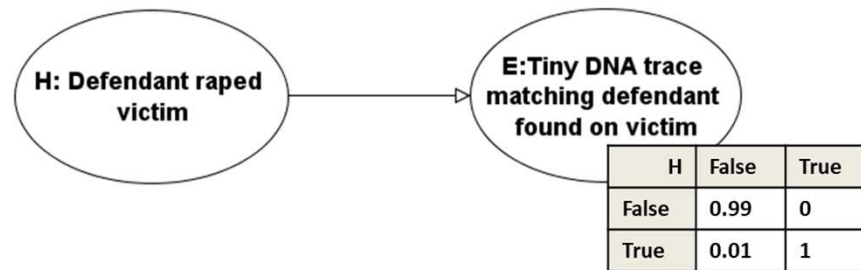 H: Defendant raped
victim
E:Tiny DNA trace
matching defendant
found on victim
H False True
False 0.99 0
True 0.01 1